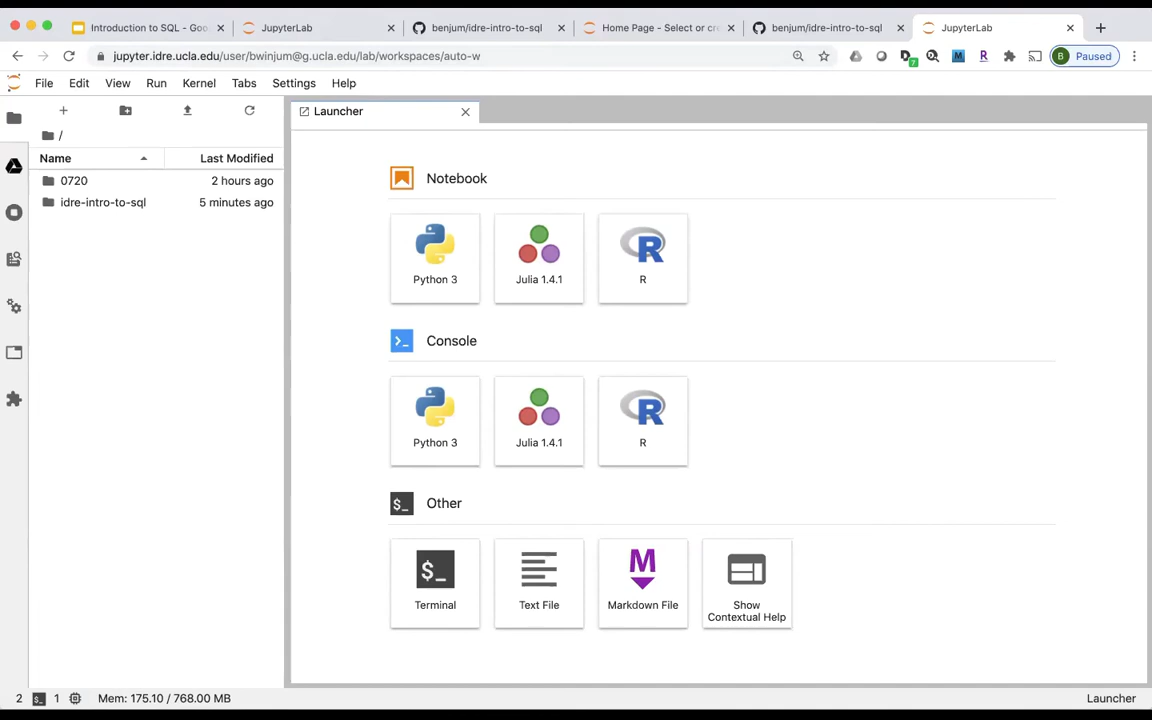 Introduction to SQL - Goo
JupyterLab
benjum/idre-intro-to-sql
Home Page - Select or cre
benjum/idre-intro-to-sql
JupyterLab
jupyter.idre.ucla.edu/user/bwinjum@g.ucla.edu/lab/workspaces/auto-w
7
M
R
B Paused
File Edit View Run Kernel Tabs Settings Help
Launcher
/
Name Last Modified
0720 2 hours ago
idre-intro-to-sql 5 minutes ago
Notebook
Python 3
Julia 1.4.1
R
R
Console
Python 3
Julia 1.4.1
R
R
$_ Other
$_
Terminal
Text File
M
Markdown File
Show
Contextual Help
2 $_ 1 Mem: 175.10 / 768.00 MB Launcher